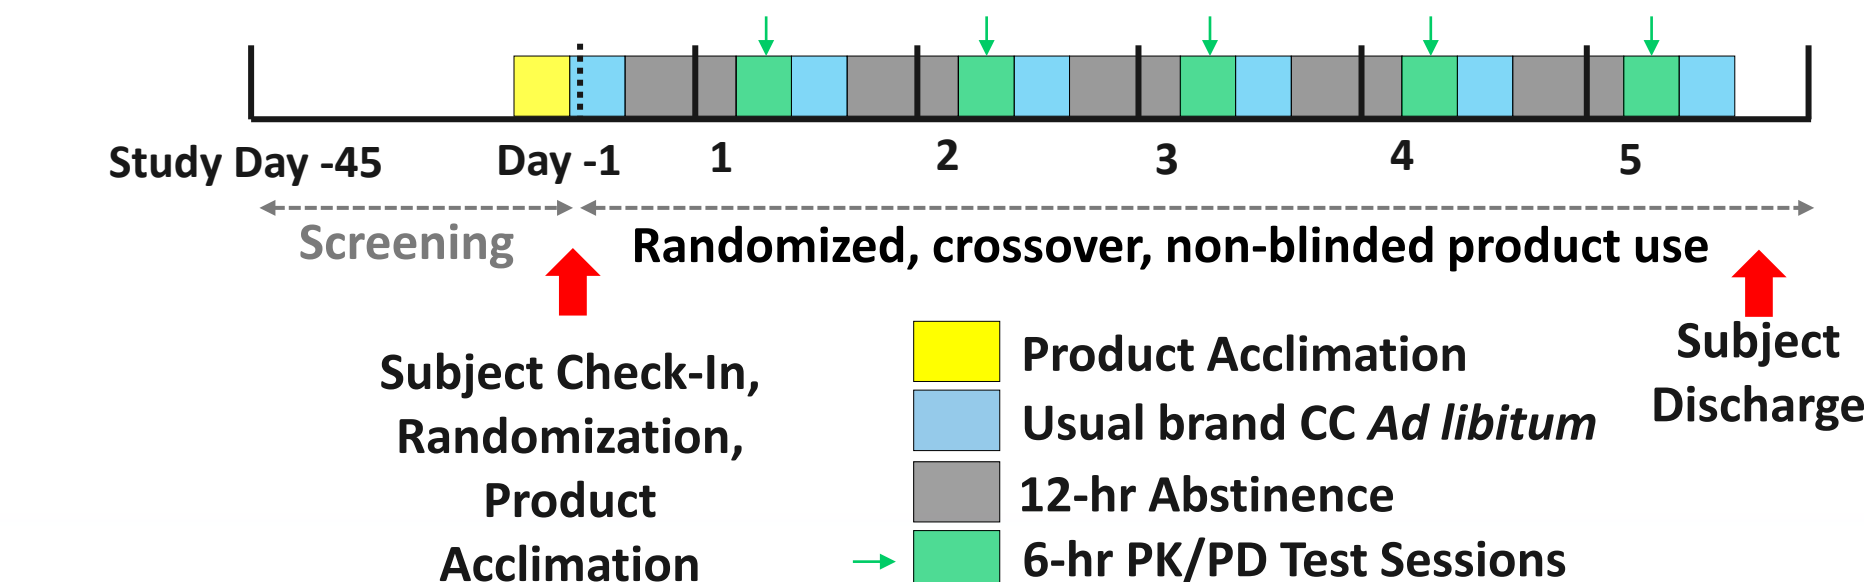 Study Day -45
Day -1
1
2
3
4
5
Screening
Randomized, crossover, non-blinded product use
Subject Check-In,
Randomization,
Product
Acclimation
Product Acclimation
Usual brand CC Ad libitum
12-hr Abstinence
6-hr PK/PD Test Sessions
Subject
Discharge